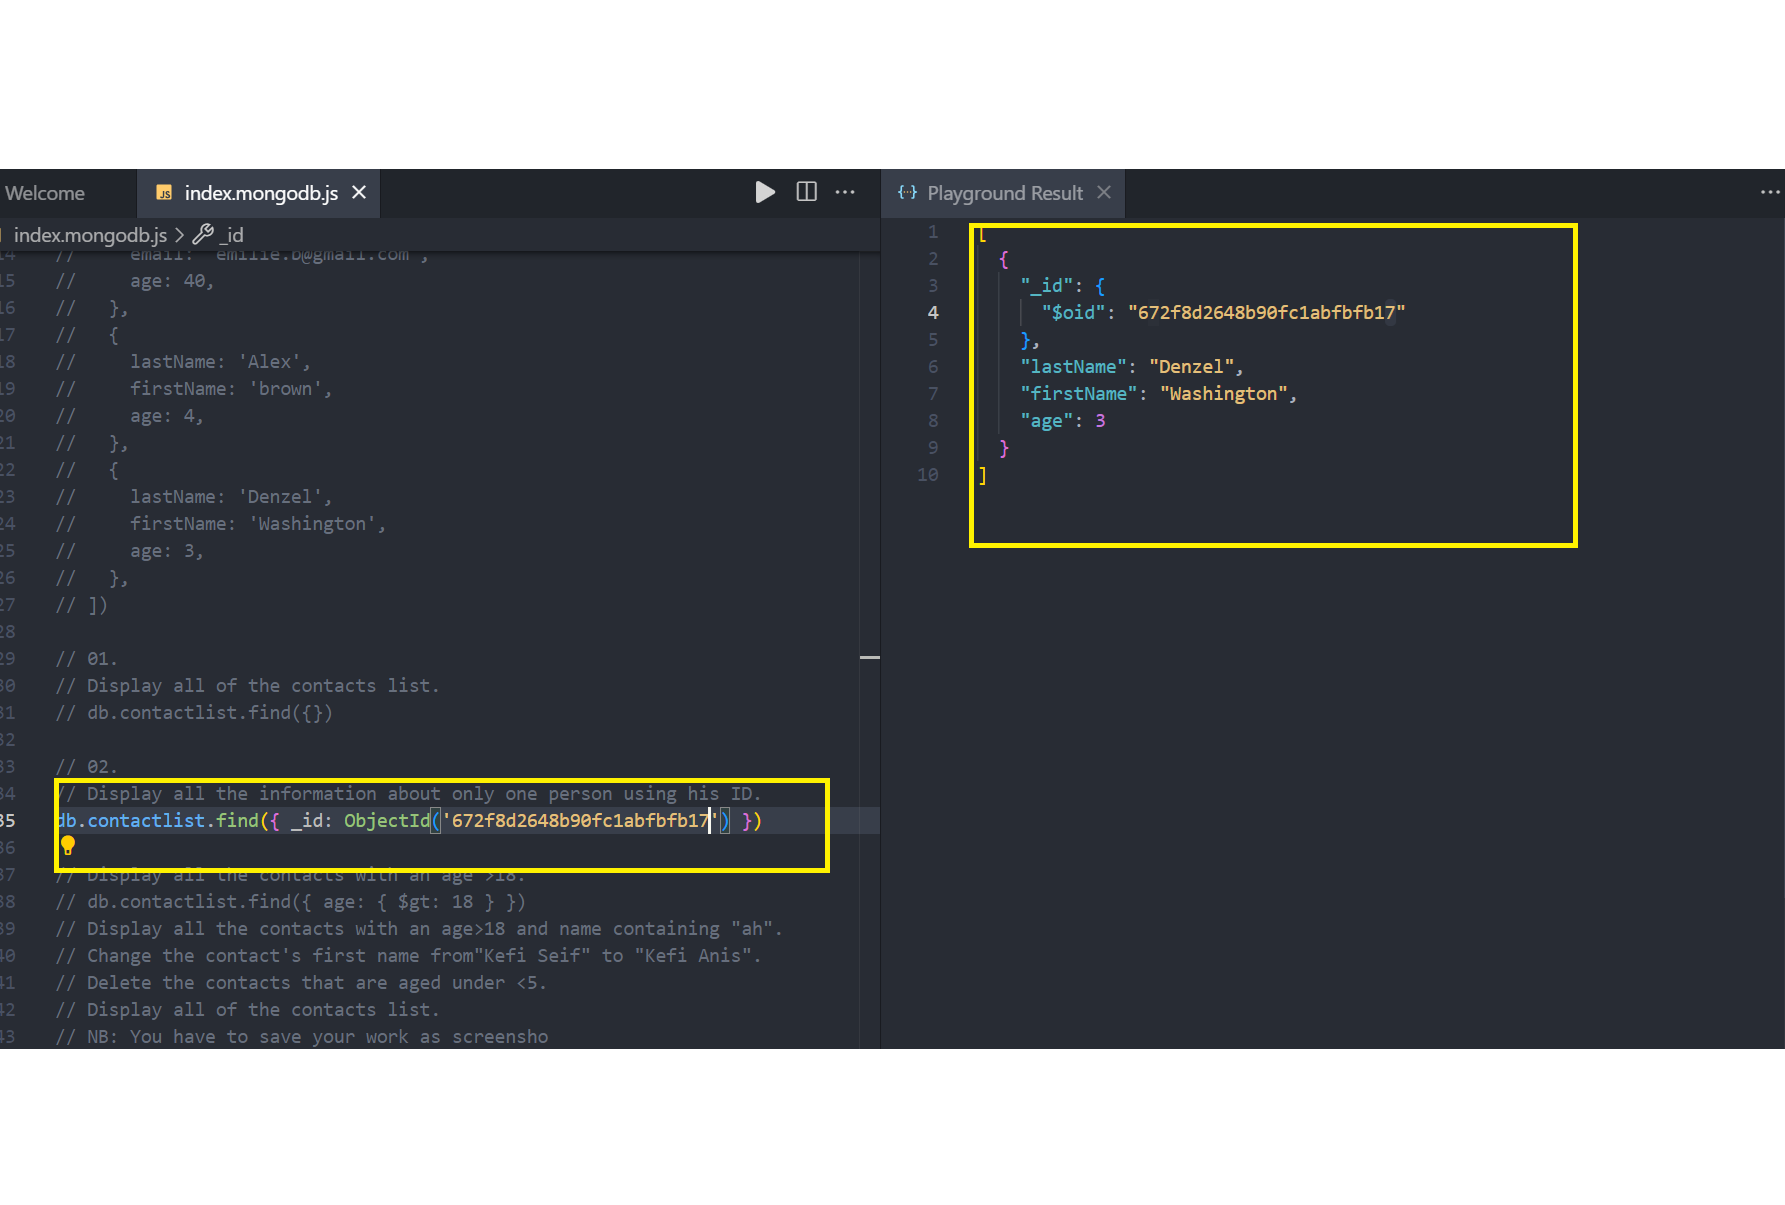 Welcome
JS index.mongodb.js ×
index.mongodb.js > _id
14 // email: 'emilie.b@gmail.com',
15 // age: 40,
16 // },
17 // {
18 // lastName: 'Alex',
19 // firstName: 'brown',
20 // age: 4,
21 // },
22 // {
23 // lastName: 'Denzel',
24 // firstName: 'Washington',
25 // age: 3,
26 // },
27 // ])
28
29 // 01.
30 // Display all of the contacts list.
31 // db.contactlist.find({})
32
33 // 02.
34 // Display all the information about only one person using his ID.
35 db.contactlist.find({ _id: ObjectId('672f8d2648b90fc1abfbfb17') })
36
37 // Display all the contacts with an age >18.
38 // db.contactlist.find({ age: { $gt: 18 } })
39 // Display all the contacts with an age>18 and name containing "ah".
40 // Change the contact's first name from"Kefi Seif" to "Kefi Anis".
41 // Delete the contacts that are aged under <5.
42 // Display all of the contacts list.
43 // NB: You have to save your work as screensho
{··} Playground Result ×
1 [
2 {
3 "_id": {
4 "$oid": "672f8d2648b90fc1abfbfb17"
5 },
6 "lastName": "Denzel",
7 "firstName": "Washington",
8 "age": 3
9 }
10 ]